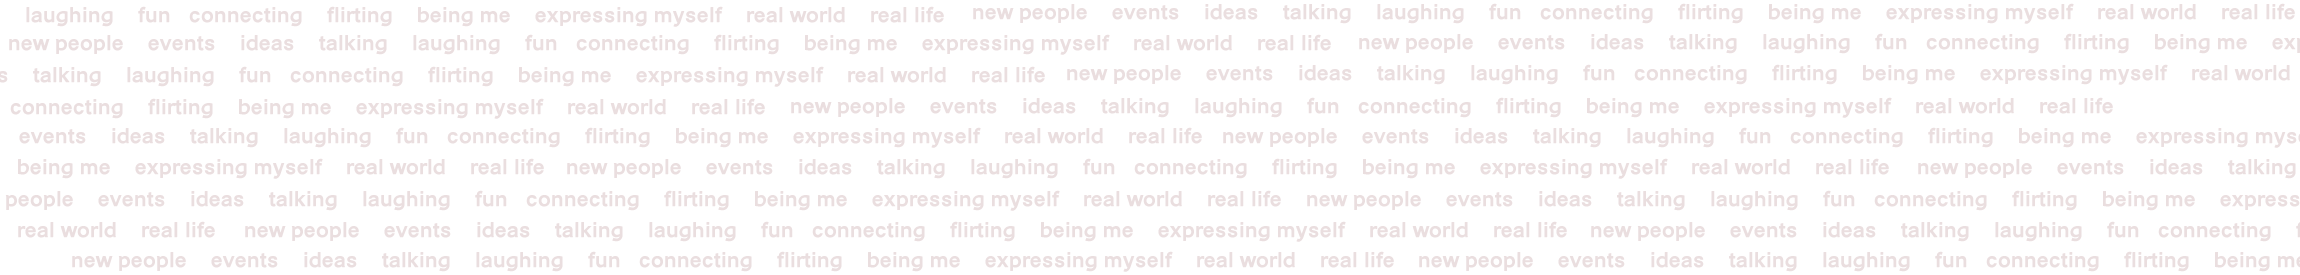 laughing fun connecting flirting being me expressing myself real world real life new people events ideas talking laughing fun connecting flirting being me expressing myself real world real life
new people events ideas talking laughing fun connecting flirting being me expressing myself real world real life new people events ideas talking laughing fun connecting flirting being me exp
s talking laughing fun connecting flirting being me expressing myself real world real life new people events ideas talking laughing fun connecting flirting being me expressing myself real world
connecting flirting being me expressing myself real world real life new people events ideas talking laughing fun connecting flirting being me expressing myself real world real life
events ideas talking laughing fun connecting flirting being me expressing myself real world real life new people events ideas talking laughing fun connecting flirting being me expressing mys
being me expressing myself real world real life new people events ideas talking laughing fun connecting flirting being me expressing myself real world real life new people events ideas talking
people events ideas talking laughing fun connecting flirting being me expressing myself real world real life new people events ideas talking laughing fun connecting flirting being me express
real world real life new people events ideas talking laughing fun connecting flirting being me expressing myself real world real life new people events ideas talking laughing fun connecting
new people events ideas talking laughing fun connecting flirting being me expressing myself real world real life new people events ideas talking laughing fun connecting flirting being me